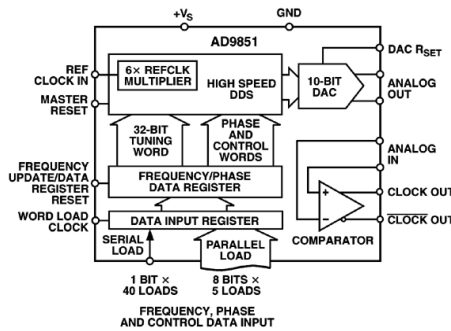 +VS
GND
AD9851
REF
CLOCK IN
6× REFCLK
MULTIPLIER
HIGH SPEED
DDS
10-BIT
DAC
DAC RSET
ANALOG
OUT
MASTER
RESET
32-BIT
TUNING
WORD
PHASE
AND
CONTROL
WORDS
ANALOG
IN
FREQUENCY
UPDATE/DATA
REGISTER
RESET
FREQUENCY/PHASE
DATA REGISTER
+
–
CLOCK OUT
CLOCK OUT
COMPARATOR
WORD LOAD
CLOCK
DATA INPUT REGISTER
SERIAL
LOAD
PARALLEL
LOAD
1 BIT ×
40 LOADS
8 BITS ×
5 LOADS
FREQUENCY, PHASE
AND CONTROL DATA INPUT